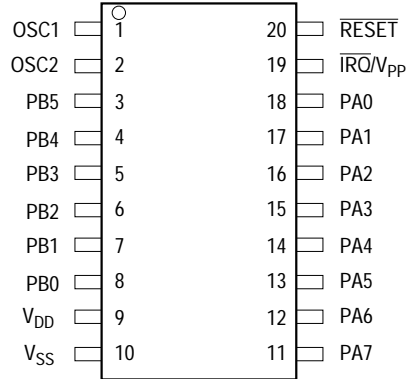 OSC1 1 20 RESET
OSC2 2 19 IRQ/VPP
PB5 3 18 PA0
PB4 4 17 PA1
PB3 5 16 PA2
PB2 6 15 PA3
PB1 7 14 PA4
PB0 8 13 PA5
VDD 9 12 PA6
VSS 10 11 PA7